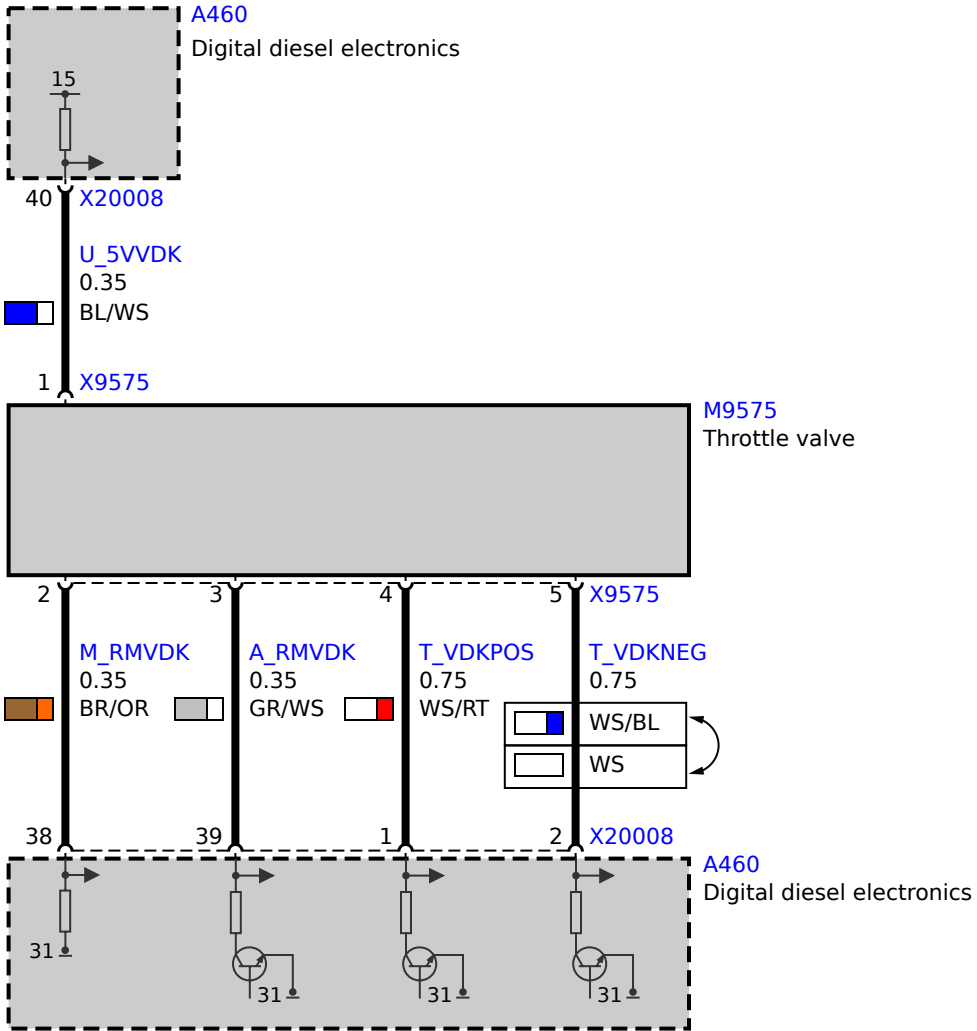 A460
Digital diesel electronics
15
40 X20008
U_5VVDK
0.35
BL/WS
1 X9575
M9575
Throttle valve
2 3 4 5 X9575
M_RMVDK A_RMVDK T_VDKPOS T_VDKNEG
0.35 0.35 0.75 0.75
BR/OR GR/WS WS/RT WS/BL
WS
38 39 1 2 X20008
A460
Digital diesel electronics
31
31 31 31